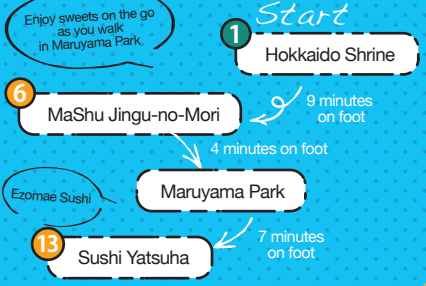 Enjoy sweets on the go
as you walk
in Maruyama Park
Start
1
Hokkaido Shrine
9 minutes
on foot
6
MaShu Jingu-no-Mori
4 minutes on foot
Maruyama Park
Ezomae Sushi
7 minutes
on foot
13
Sushi Yatsuha